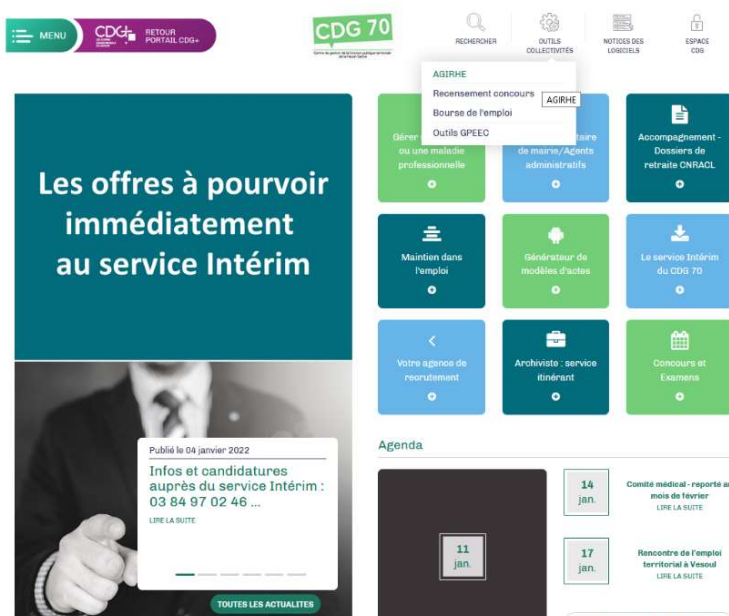 MENU
CDG+
RETOUR
PORTAIL CDG+
CDG 70
RECHERCHER
OUTILS
COLLECTIVITÉS
NOTICES DES
LOGICIELS
ESPACE
CDG
AGIRHE
Recensement concours
AGIRHE
Bourse de l'emploi
Outils GPEEC
Les offres à pourvoir
immédiatement
au service Intérim
Gérer
ou une maladie
professionnelle
taire
de mairie/Agents
administratifs
Accompagnement -
Dossiers de
retraite CNRACL
Maintien dans
l'emploi
Générateur de
modèles d'actes
Le service Intérim
du CDG 70
Votre agence de
recrutement
Archiviste : service
itinérant
Concours et
Examens
Publié le 04 janvier 2022
Infos et candidatures
auprès du service Intérim :
03 84 97 02 46 ...
LIRE LA SUITE
TOUTES LES ACTUALITES
Agenda
11
jan.
14
jan.
Comité médical - reporté au
mois de février
LIRE LA SUITE
17
jan.
Rencontre de l'emploi
territorial à Vesoul
LIRE LA SUITE